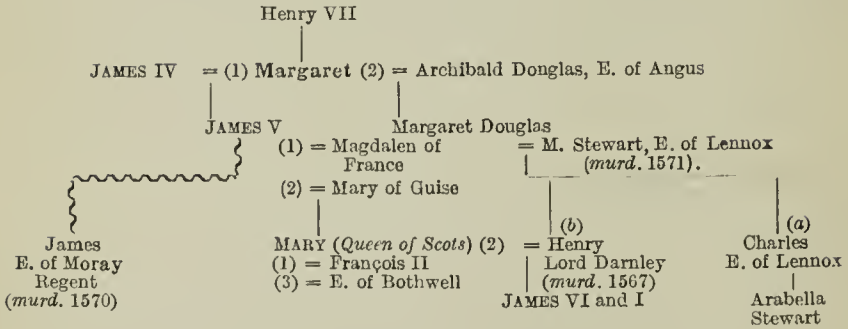 Henry VII
JAMES IV = (1) Margaret (2) = Archibald Donglas, E. of Angus
JAMES V Margaret Douglas
(1) = Magdalen of France = M. Stewart, E. of Lennox
(murd. 1571).
(2) = Mary of Guise
(b) (a)
James MARY (Queen of Scots) (2) = Henry Charles
E. of Moray (1) = François II Lord Darnley E. of Lennox
Regent (3) = E. of Bothwell (murd. 1567)
(murd. 1570) JAMES VI and I Arabella
Stewart